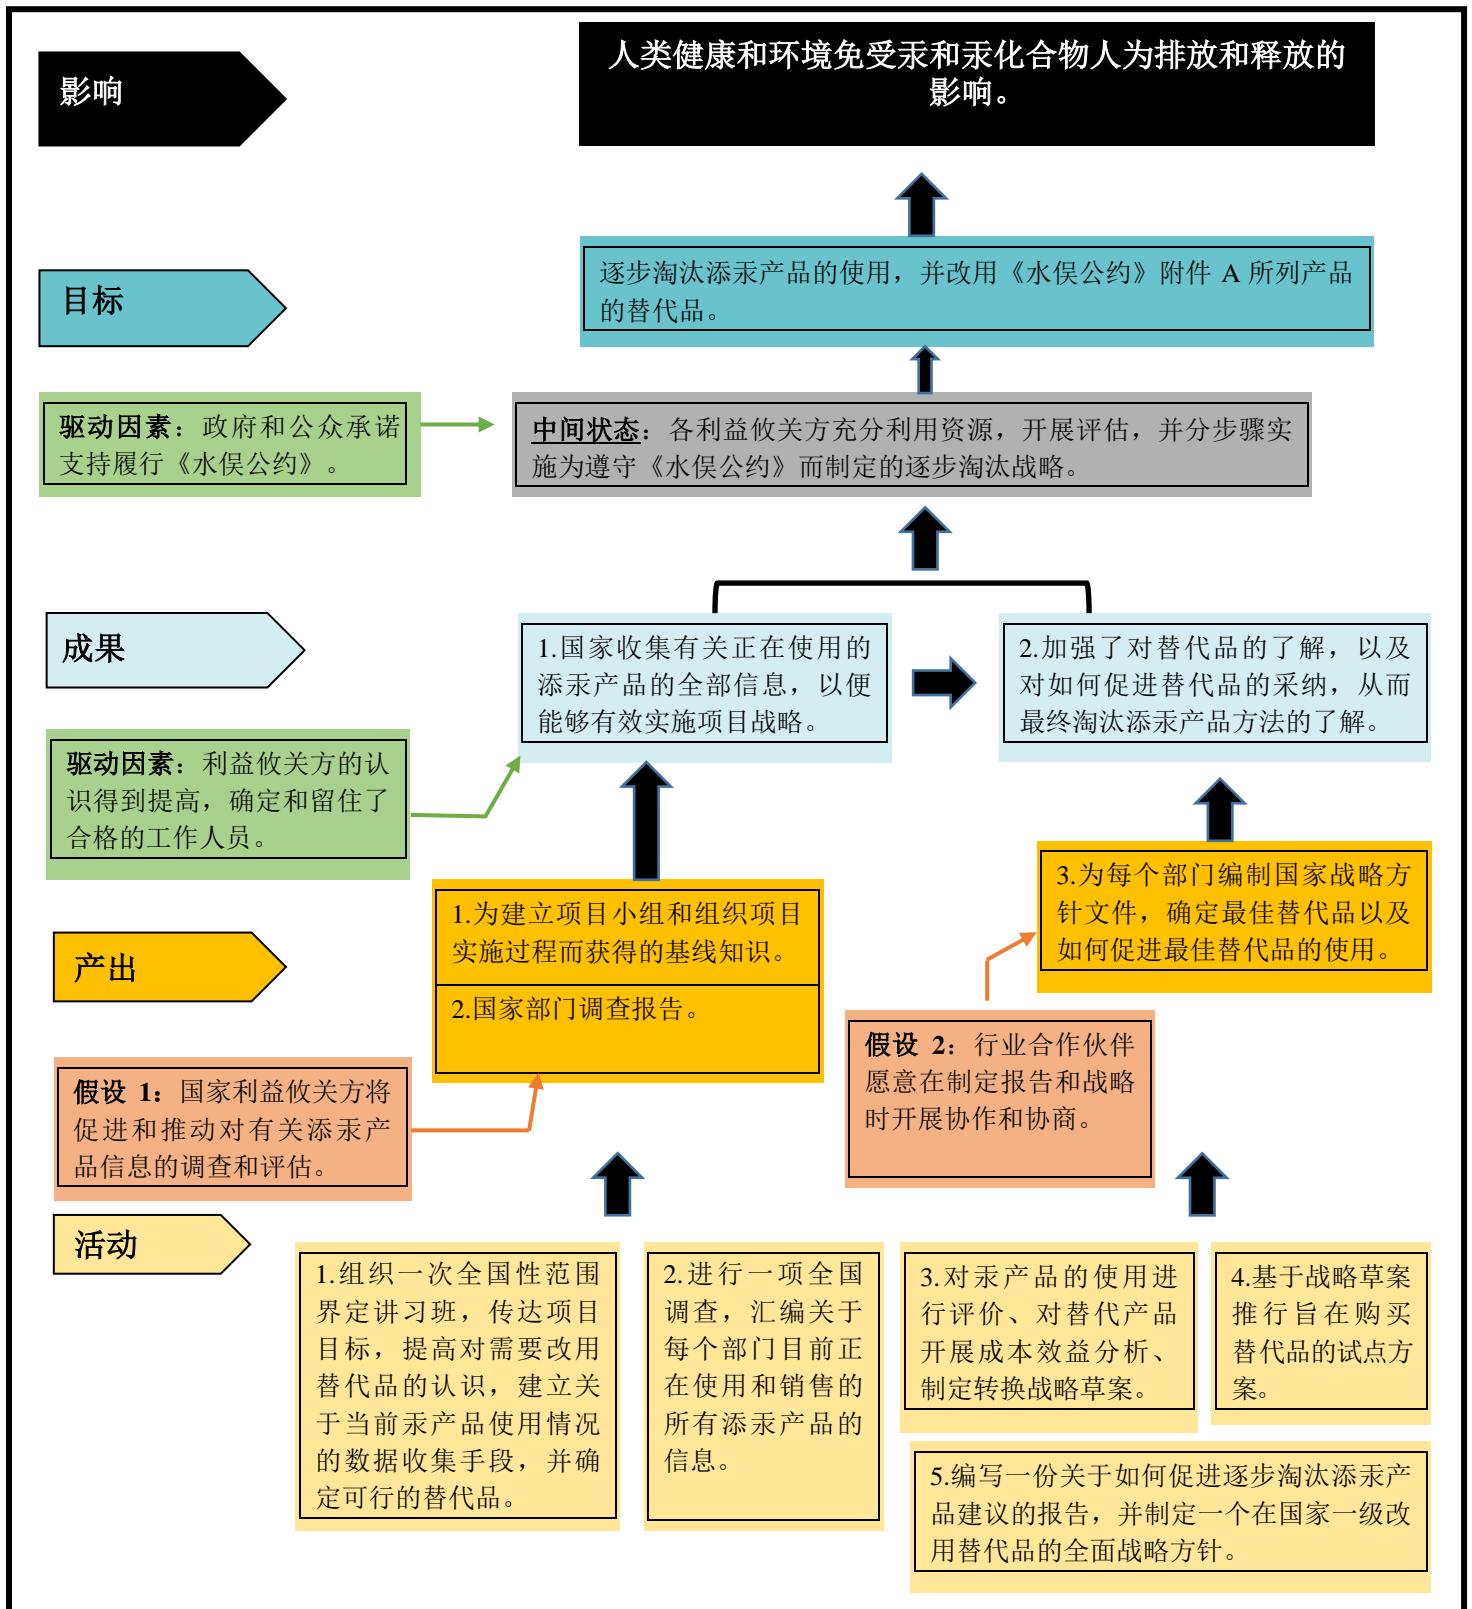 影响
人类健康和环境免受汞和汞化合物人为排放和释放的
影响。
目标
逐步淘汰添汞产品的使用，并改用《水俣公约》附件 A 所列产品
的替代品。
驱动因素：政府和公众承诺
支持履行《水俣公约》。
中间状态：各利益攸关方充分利用资源，开展评估，并分步骤实
施为遵守《水俣公约》而制定的逐步淘汰战略。
成果
1.国家收集有关正在使用的
添汞产品的全部信息，以便
能够有效实施项目战略。
2.加强了对替代品的了解，以及
对如何促进替代品的采纳，从而
最终淘汰添汞产品方法的了解。
驱动因素：利益攸关方的认
识得到提高，确定和留住了
合格的工作人员。
产出
1.为建立项目小组和组织项目
实施过程而获得的基线知识。
2.国家部门调查报告。
3.为每个部门编制国家战略方
针文件，确定最佳替代品以及
如何促进最佳替代品的使用。
假设 1：国家利益攸关方将
促进和推动对有关添汞产
品信息的调查和评估。
假设 2：行业合作伙伴
愿意在制定报告和战略
时开展协作和协商。
活动
1.组织一次全国性范围
界定讲习班，传达项目
目标，提高对需要改用
替代品的认识，建立关
于当前汞产品使用情况
的数据收集手段，并确
定可行的替代品。
2.进行一项全国
调查，汇编关于
每个部门目前正
在使用和销售的
所有添汞产品的
信息。
3.对汞产品的使用进
行评价、对替代产品
开展成本效益分析、
制定转换战略草案。
4.基于战略草案
推行旨在购买
替代品的试点方
案。
5.编写一份关于如何促进逐步淘汰添汞产
品建议的报告，并制定一个在国家一级改
用替代品的全面战略方针。